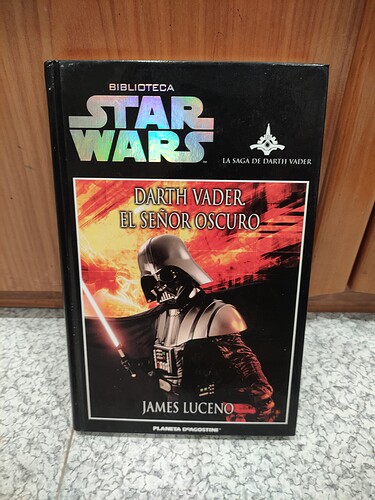 BIBLIOTECA
STAR
WARS
LA SAGA DE DARTH VADER
DARTH VADER.
EL SEÑOR OSCURO
JAMES LUCENO
PLANETA DEAGOSTINI